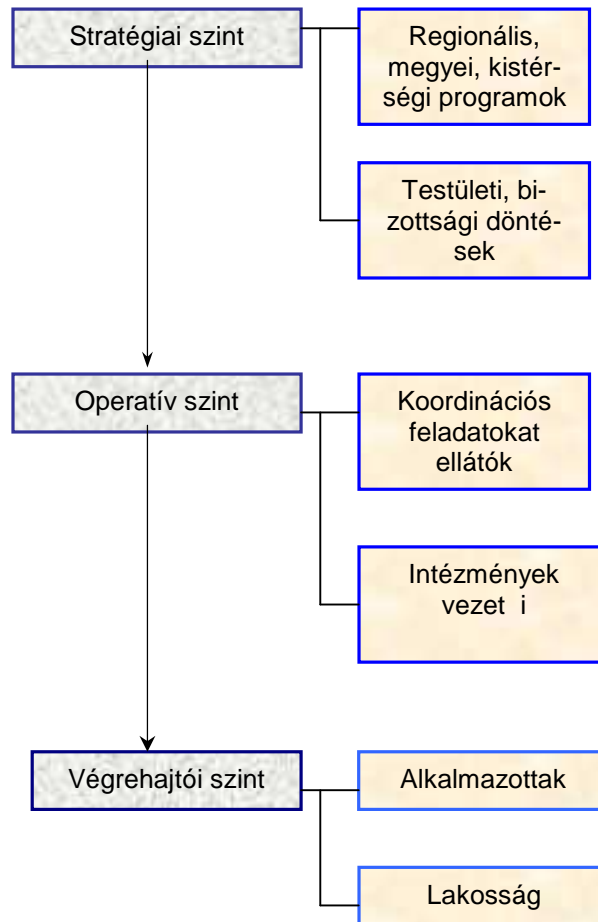 Stratégiai szint
Regionális,
megyei, kistér-
ségi programok
Testületi, bi-
zottsági dönté-
sek
Operatív szint
Koordinációs
feladatokat
ellátók
Intézmények
vezet i
Végrehajtói szint
Alkalmazottak
Lakosság